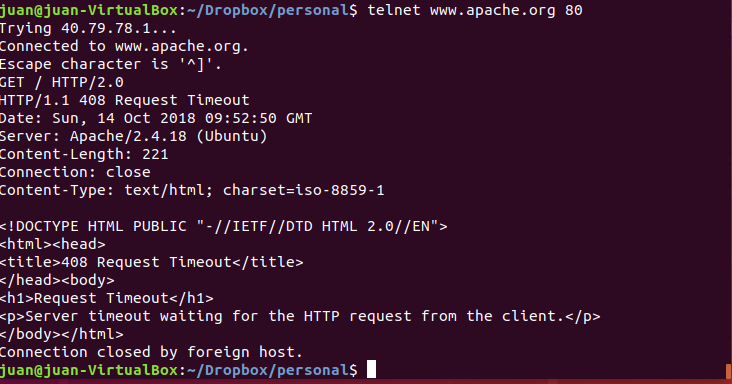 juan@juan-VirtualBox:~/Dropbox/personal$ telnet www.apache.org 80
Trying 40.79.78.1...
Connected to www.apache.org.
Escape character is '^]'.
GET / HTTP/2.0
HTTP/1.1 408 Request Timeout
Date: Sun, 14 Oct 2018 09:52:50 GMT
Server: Apache/2.4.18 (Ubuntu)
Content-Length: 221
Connection: close
Content-Type: text/html; charset=iso-8859-1

<!DOCTYPE HTML PUBLIC "-//IETF//DTD HTML 2.0//EN">
<html><head>
<title>408 Request Timeout</title>
</head><body>
<h1>Request Timeout</h1>
<p>Server timeout waiting for the HTTP request from the client.</p>
</body></html>
Connection closed by foreign host.
juan@juan-VirtualBox:~/Dropbox/personal$